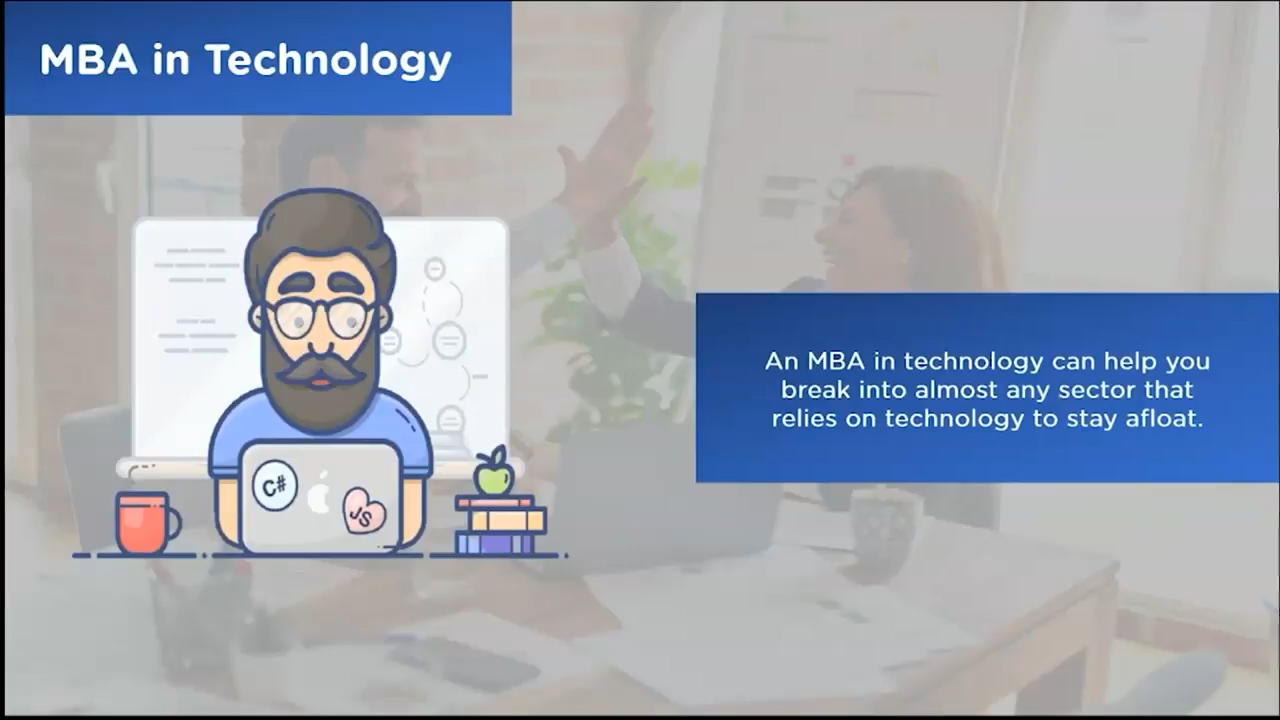 MBA in Technology
An MBA in technology can help you
break into almost any sector that
relies on technology to stay afloat.
C#
JS